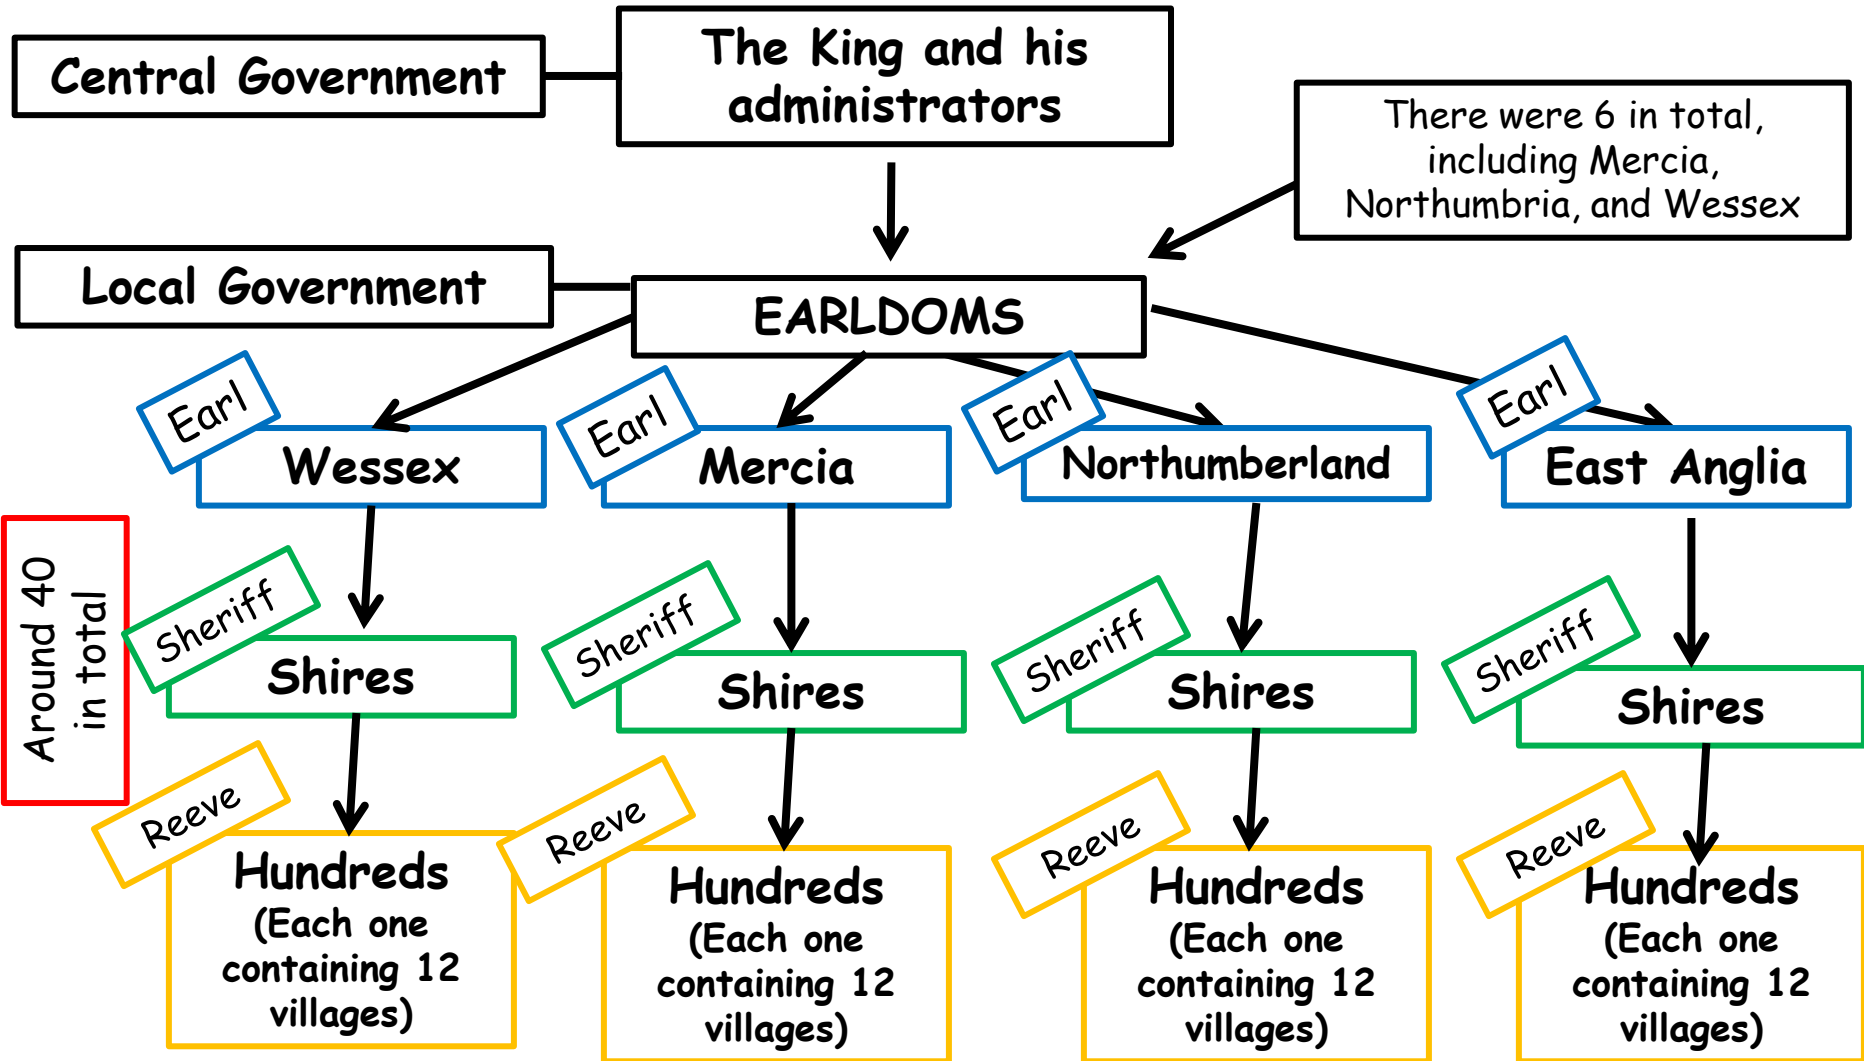 Central Government
The King and his
administrators
There were 6 in total,
including Mercia,
Northumbria, and Wessex
Local Government
EARLDOMS
Earl
Wessex
Earl
Mercia
Earl
Northumberland
Earl
East Anglia
Around 40
in total
Sheriff
Shires
Sheriff
Shires
Sheriff
Shires
Sheriff
Shires
Reeve
Hundreds
(Each one
containing 12
villages)
Reeve
Hundreds
(Each one
containing 12
villages)
Reeve
Hundreds
(Each one
containing 12
villages)
Reeve
Hundreds
(Each one
containing 12
villages)